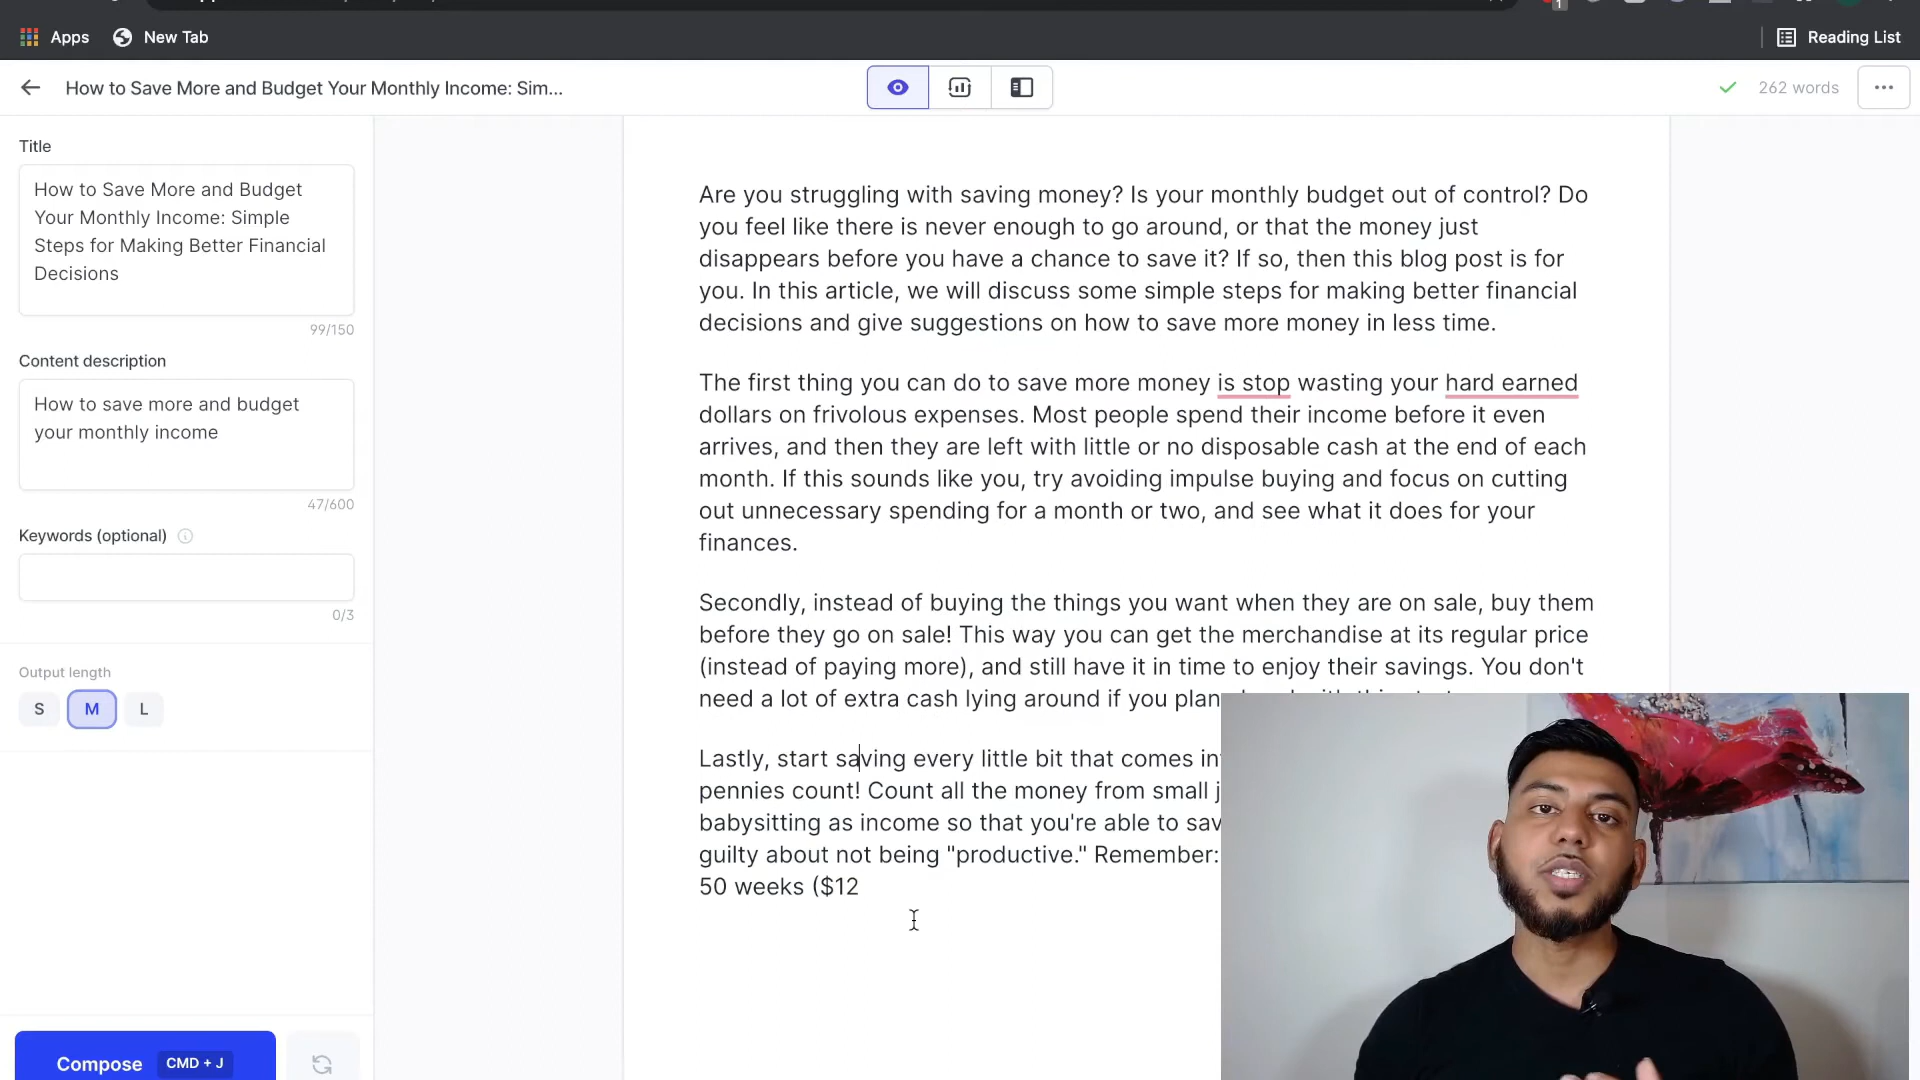 1
Apps
New Tab
Reading List
How to Save More and Budget Your Monthly Income: Sim...
262 words
Title
How to Save More and Budget
Your Monthly Income: Simple
Steps for Making Better Financial
Decisions
99/150
Content description
How to save more and budget
your monthly income
47/600
Keywords (optional)
0/3
Output length
S
M
L
Compose
CMD + J
Are you struggling with saving money? Is your monthly budget out of control? Do
you feel like there is never enough to go around, or that the money just
disappears before you have a chance to save it? If so, then this blog post is for
you. In this article, we will discuss some simple steps for making better financial
decisions and give suggestions on how to save more money in less time.
The first thing you can do to save more money is stop wasting your hard earned
dollars on frivolous expenses. Most people spend their income before it even
arrives, and then they are left with little or no disposable cash at the end of each
month. If this sounds like you, try avoiding impulse buying and focus on cutting
out unnecessary spending for a month or two, and see what it does for your
finances.
Secondly, instead of buying the things you want when they are on sale, buy them
before they go on sale! This way you can get the merchandise at its regular price
(instead of paying more), and still have it in time to enjoy their savings. You don't
need a lot of extra cash lying around if you plan
Lastly, start saving every little bit that comes
pennies count! Count all the money from small
babysitting as income so that you're able to
guilty about not being "productive." Remember:
50 weeks ($12